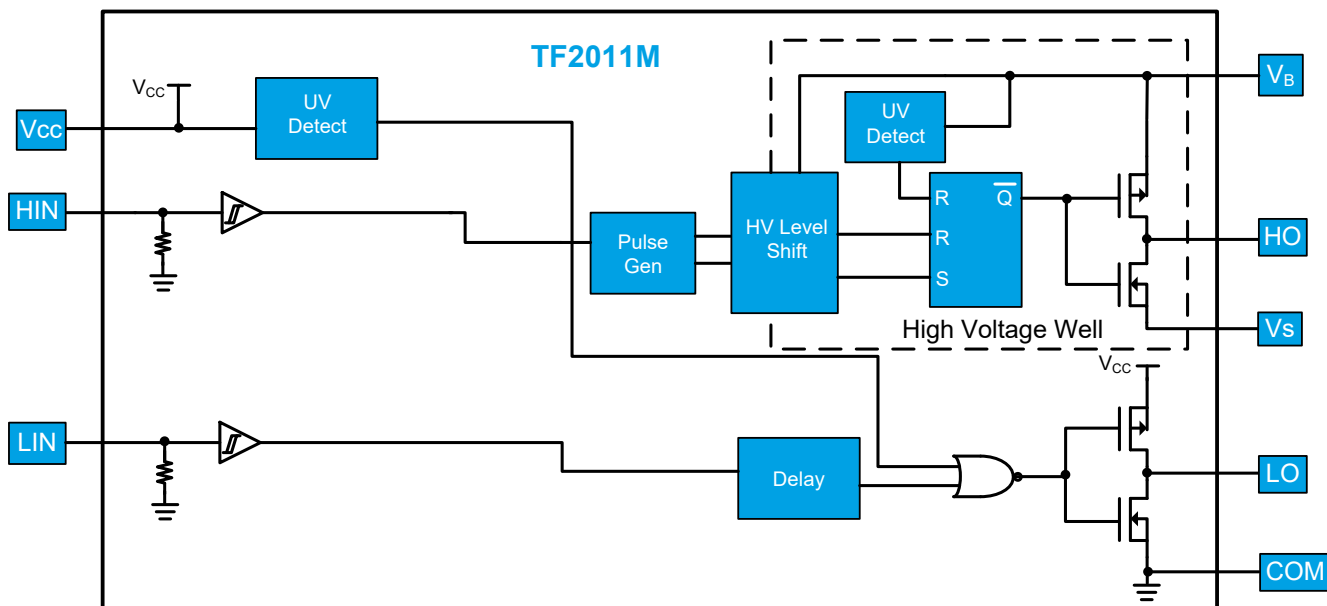 TF2011M
VCC
Vcc
UV
Detect
VB
UV
Detect
HIN
R
Q̅
HV Level
Shift
Pulse
Gen
R
HO
S
High Voltage Well
Vs
VCC
LIN
Delay
LO
COM